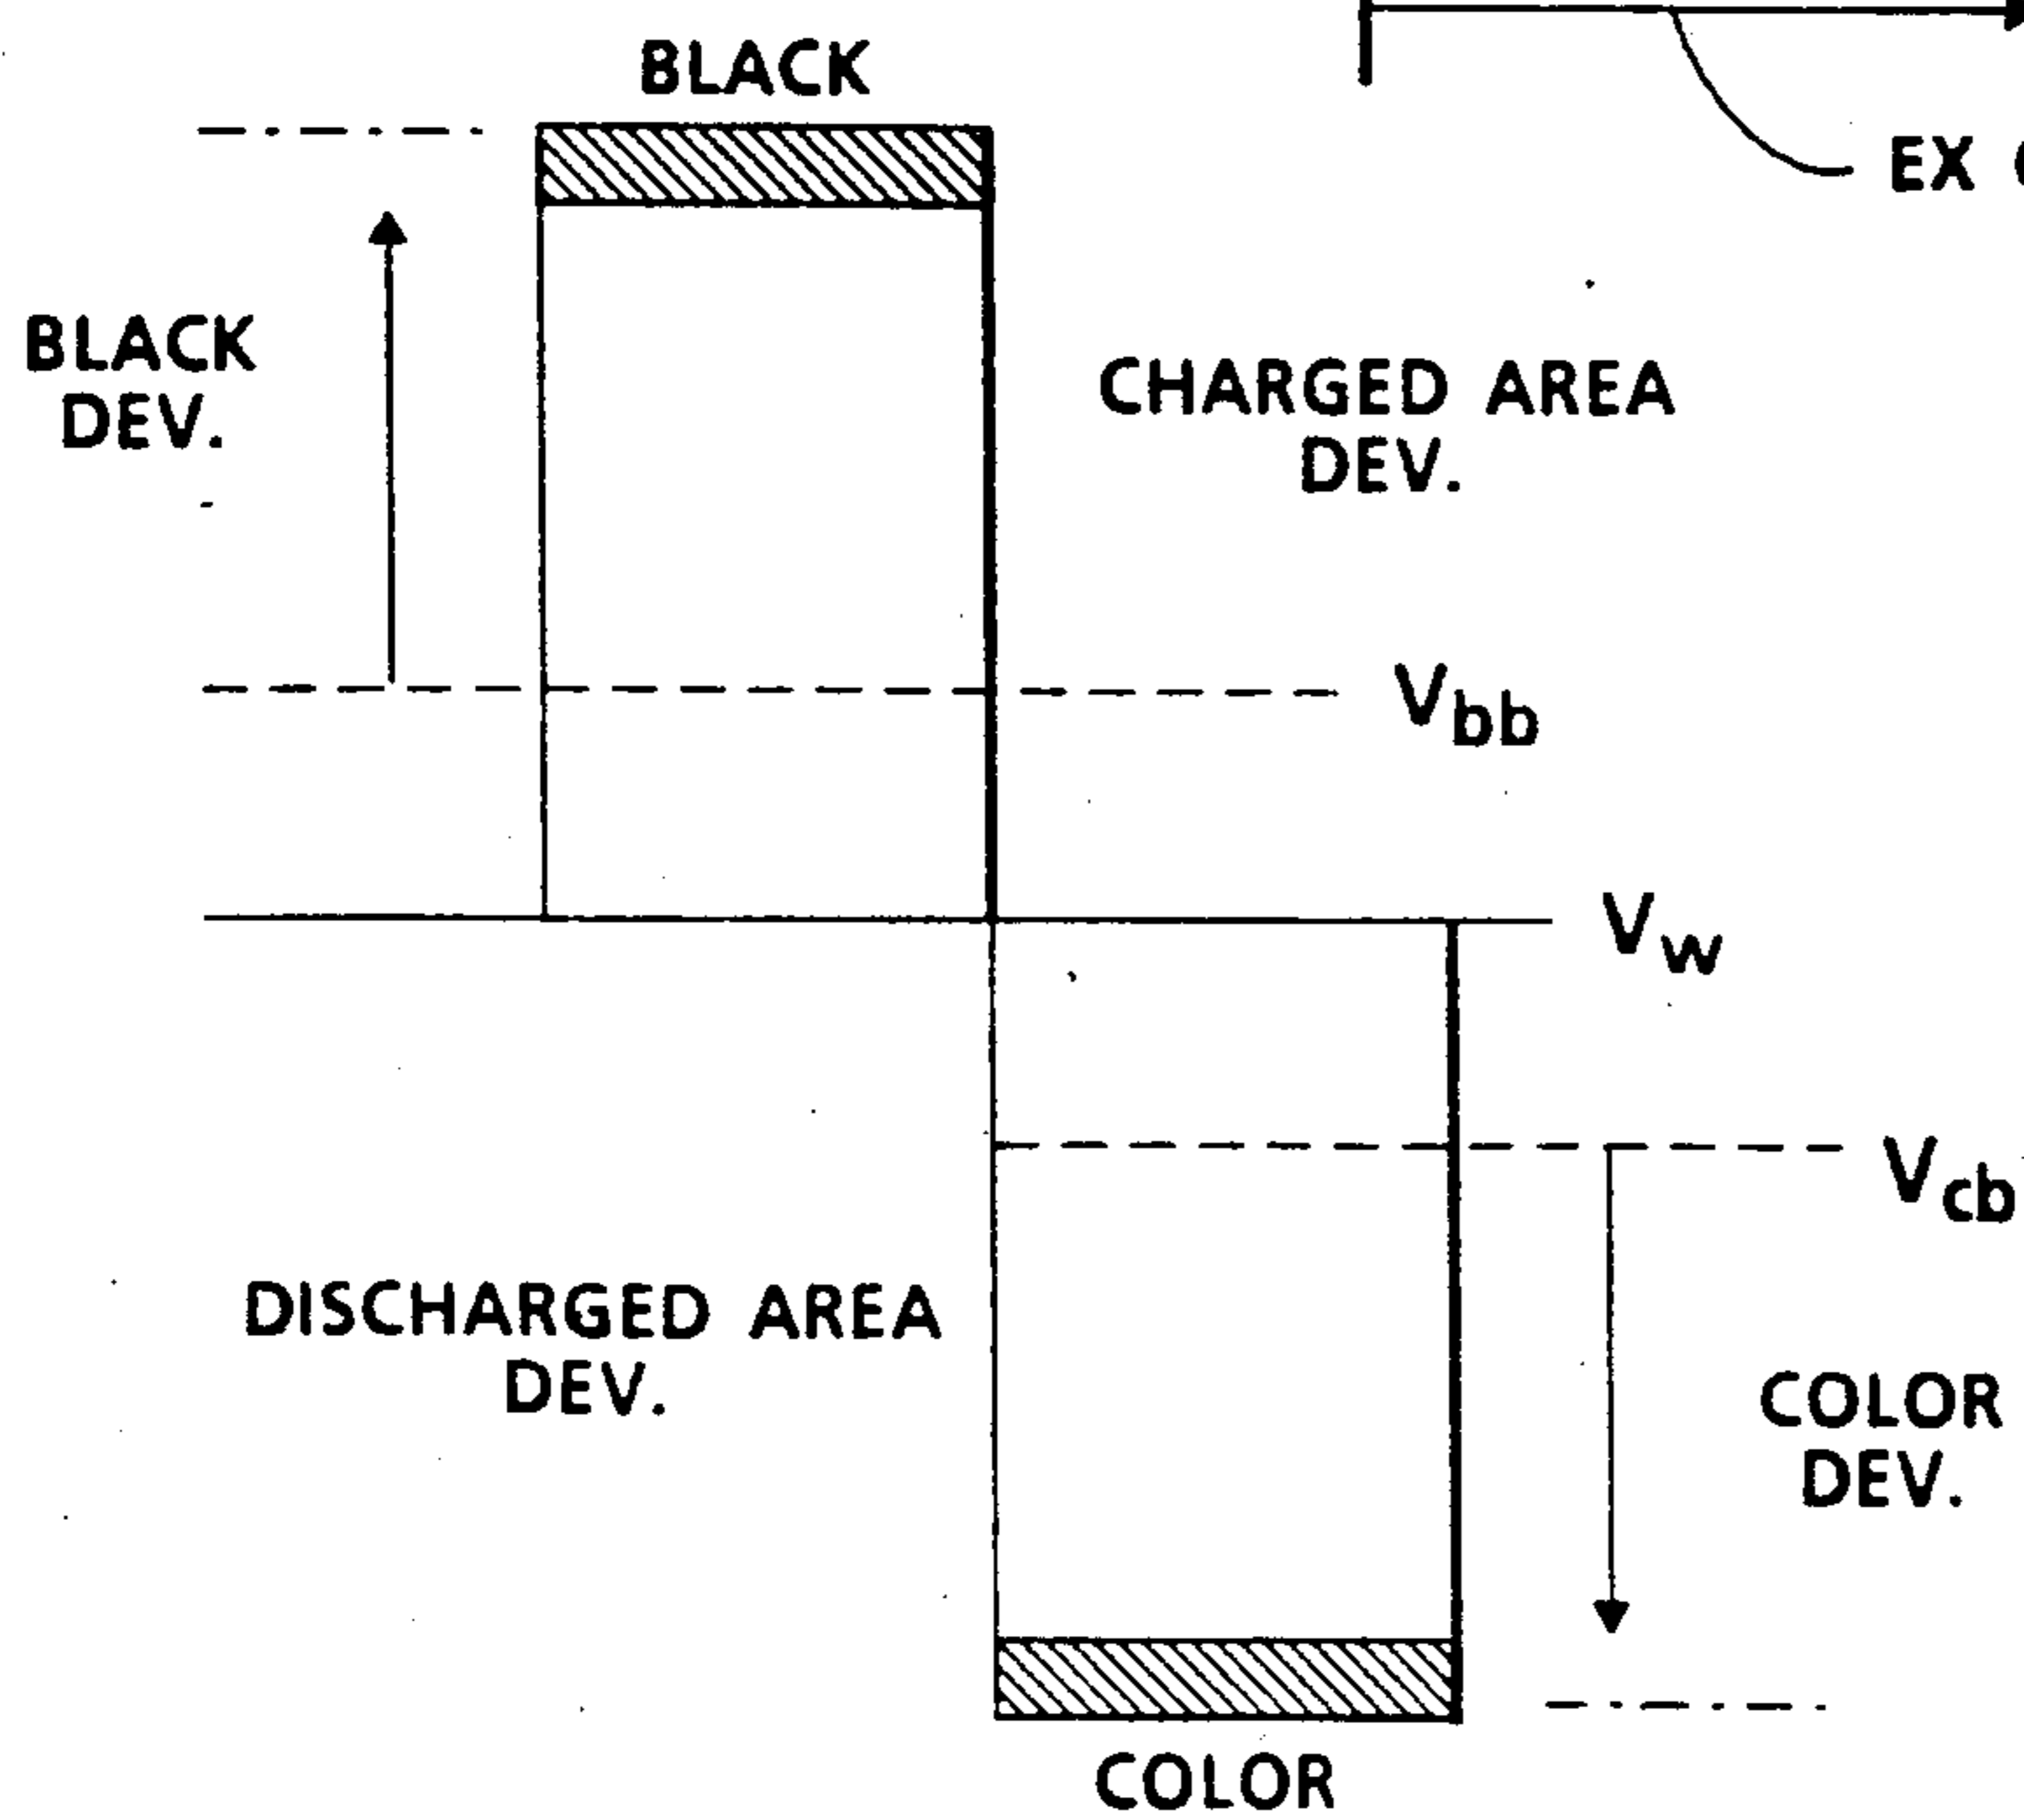 BLACK
EX
BLACK
DEV.
CHARGED AREA
DEV.
Vbb
Vw
Vcb
DISCHARGED AREA
DEV.
COLOR
DEV.
COLOR